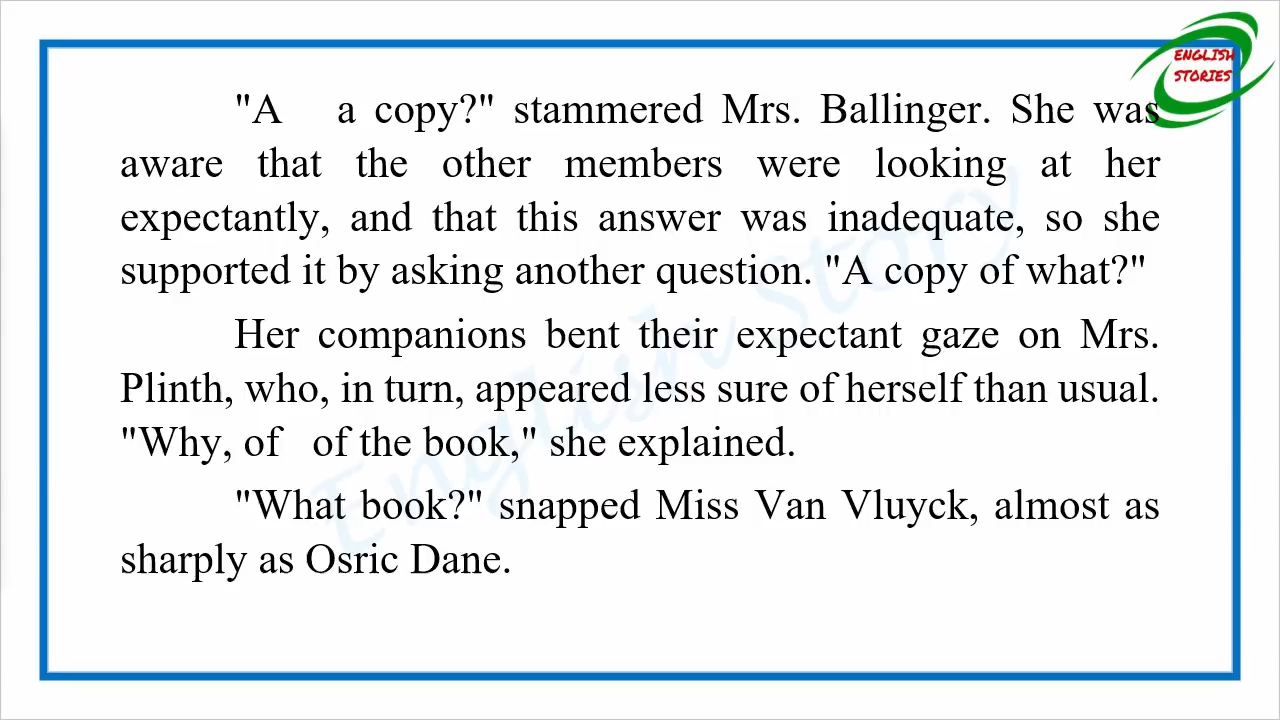 ENGLISH
STORIES
"A    a copy?" stammered Mrs. Ballinger. She was
aware that the other members were looking at her
expectantly, and that this answer was inadequate, so she
supported it by asking another question. "A copy of what?"
Her companions bent their expectant gaze on Mrs.
Plinth, who, in turn, appeared less sure of herself than usual.
"Why, of   of the book," she explained.
"What book?" snapped Miss Van Vluyck, almost as
sharply as Osric Dane.
English Story